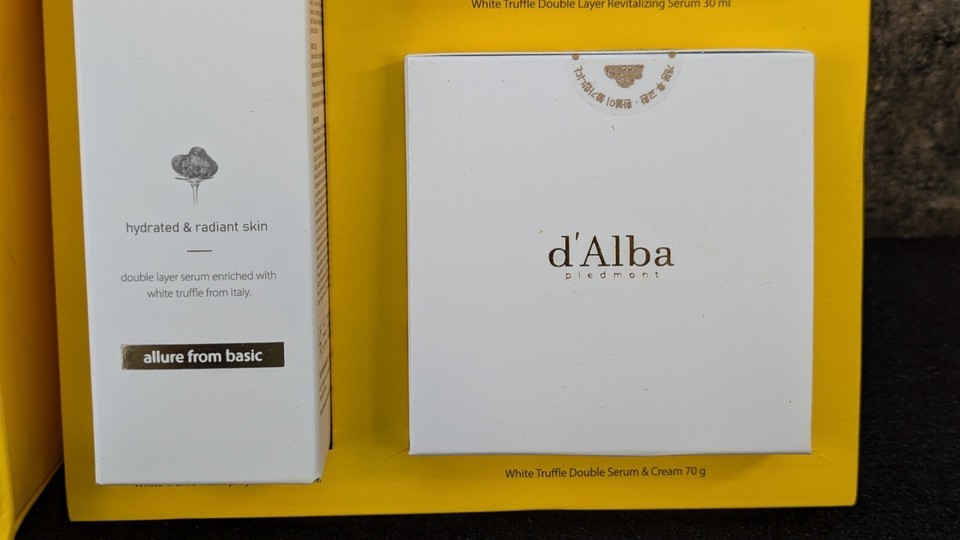 White Truffle Double Layer Revitalizing Serum 30 ml
hydrated & radiant skin
double layer serum enriched with
white truffle from Italy.
allure from basic
d'Alba
piedmont
White Truffle Double Serum & Cream 70 g